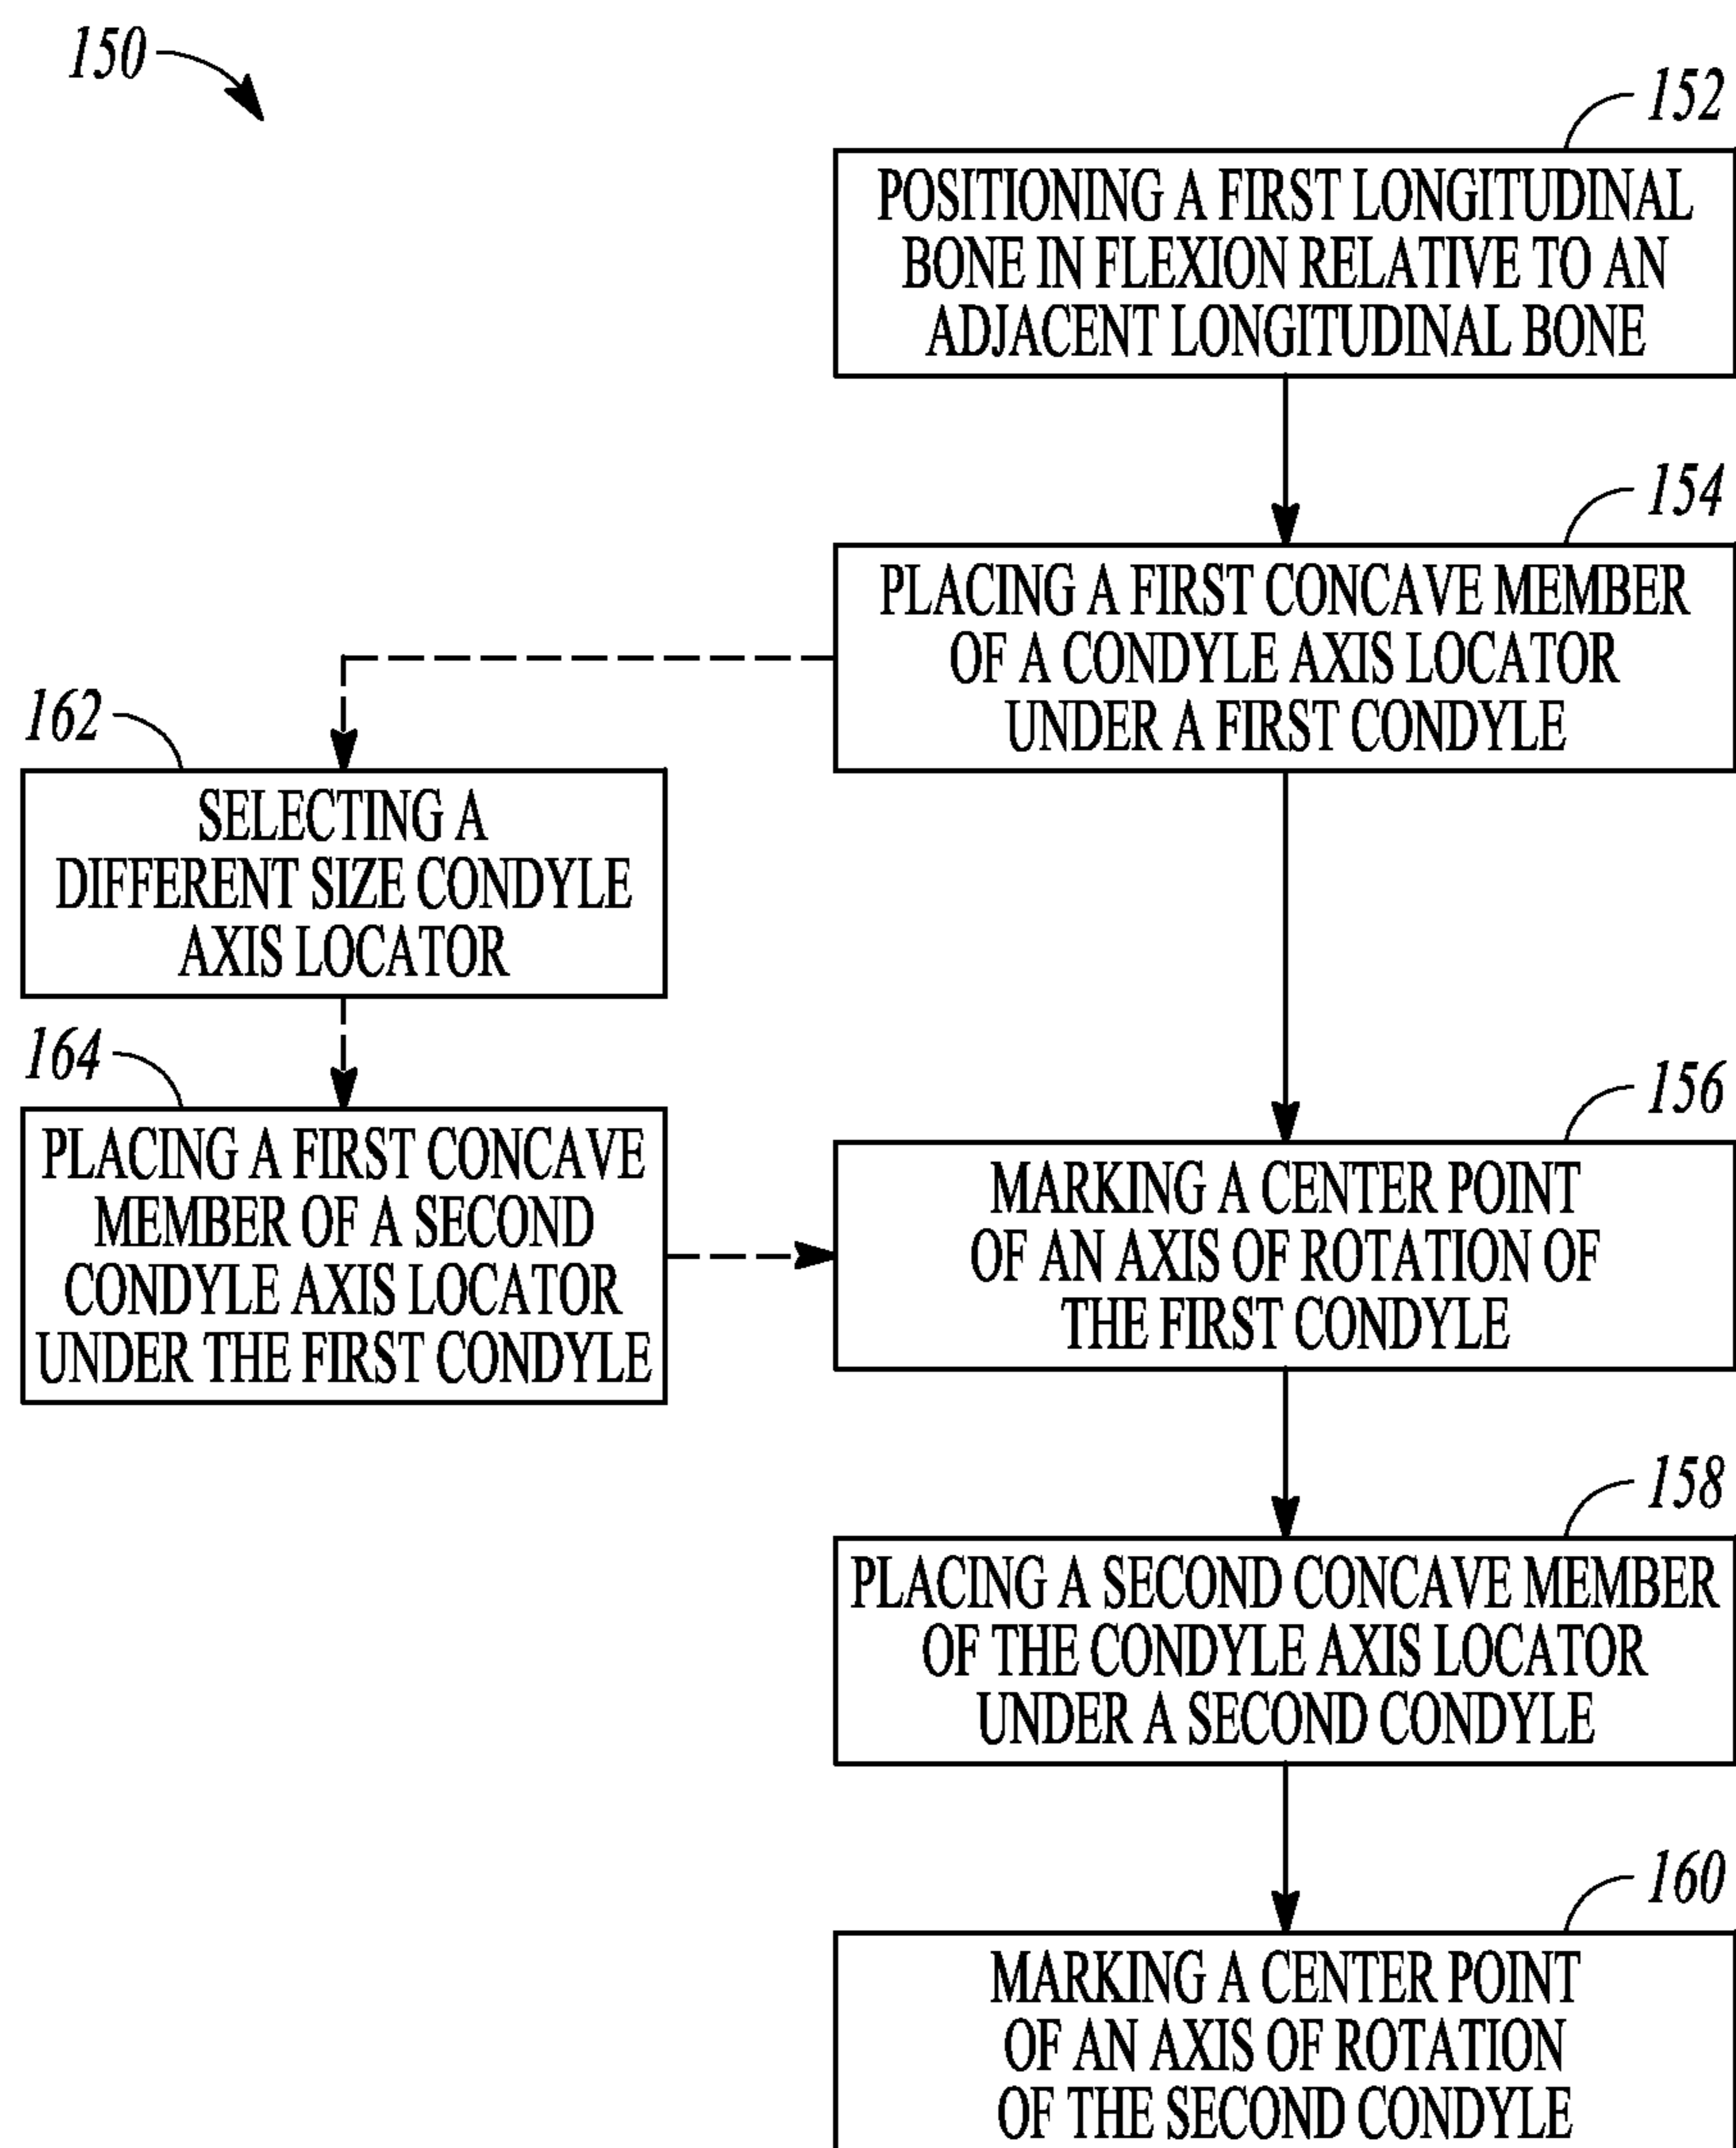 150
152
POSITIONING A FIRST LONGITUDINAL
BONE IN FLEXION RELATIVE TO AN
ADJACENT LONGITUDINAL BONE
154
PLACING A FIRST CONCAVE MEMBER
OF A CONDYLE AXIS LOCATOR
UNDER A FIRST CONDYLE
162
SELECTING A
DIFFERENT SIZE CONDYLE
AXIS LOCATOR
164
PLACING A FIRST CONCAVE
MEMBER OF A SECOND
CONDYLE AXIS LOCATOR
UNDER THE FIRST CONDYLE
156
MARKING A CENTER POINT
OF AN AXIS OF ROTATION OF
THE FIRST CONDYLE
158
PLACING A SECOND CONCAVE MEMBER
OF THE CONDYLE AXIS LOCATOR
UNDER A SECOND CONDYLE
160
MARKING A CENTER POINT
OF AN AXIS OF ROTATION
OF THE SECOND CONDYLE